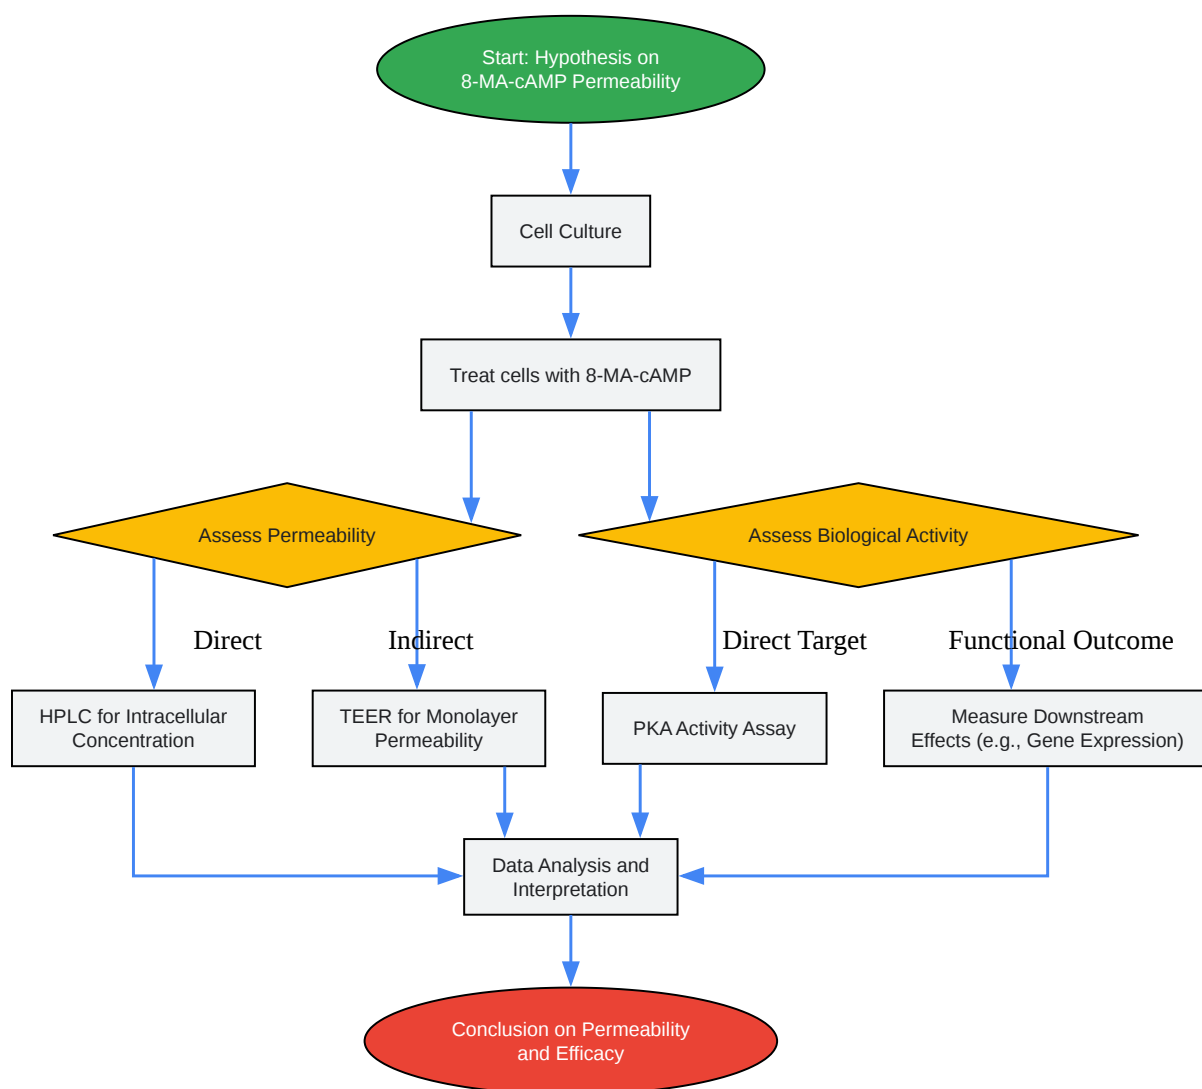 Start: Hypothesis on
8-MA-cAMP Permeability
Cell Culture
Treat cells with 8-MA-cAMP
Assess Permeability
Assess Biological Activity
Direct
Indirect
Direct Target
Functional Outcome
HPLC for Intracellular
Concentration
TEER for Monolayer
Permeability
PKA Activity Assay
Measure Downstream
Effects (e.g., Gene Expression)
Data Analysis and
Interpretation
Conclusion on Permeability
and Efficacy